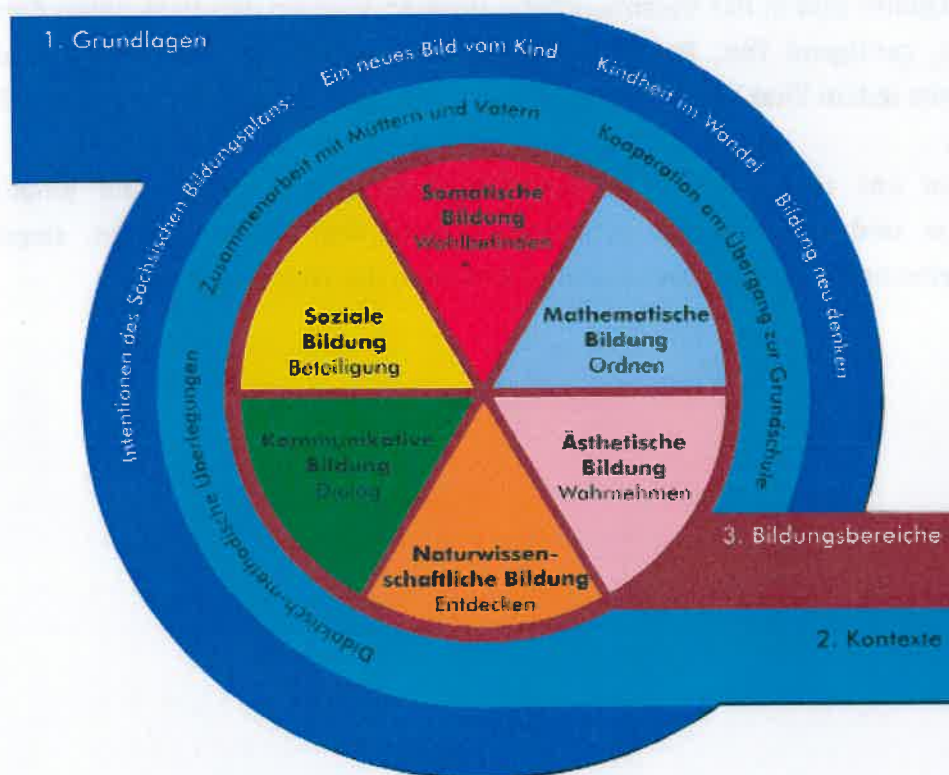 1. Grundlagen
Intentionen des Sächsischen Bildungsplans:
Ein neues Bild vom Kind
Kindheit im Wandel
Bildung neu denken
Didaktisch-methodische Überlegungen
Zusammenarbeit mit Müttern und Vätern
Kooperation am Übergang zur Grundschule
Somatische
Bildung
Wohlbefinden
Soziale
Bildung
Beteiligung
Mathematische
Bildung
Ordnen
Kommunikative
Bildung
Dialog
Ästhetische
Bildung
Wahrnehmen
Naturwissen-
schaftliche Bildung
Entdecken
3. Bildungsbereiche
2. Kontexte